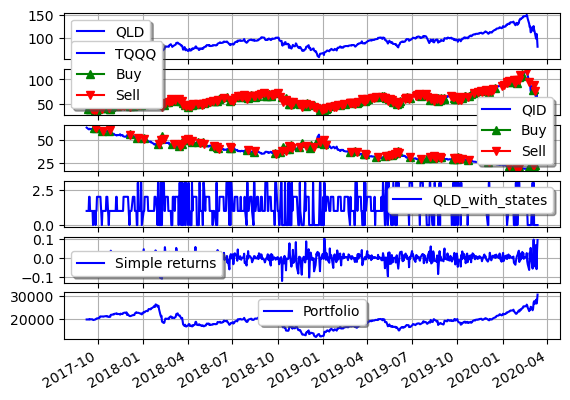 150
100
QLD
TQQQ
Buy
Sell
100
50
QID
Buy
Sell
50
25
2.5
0.0
QLD_with_states
0.1
0.0
−0.1
Simple returns
30000
20000
Portfolio
2017-10
2018-01
2018-04
2018-07
2018-10
2019-01
2019-04
2019-07
2019-10
2020-01
2020-04